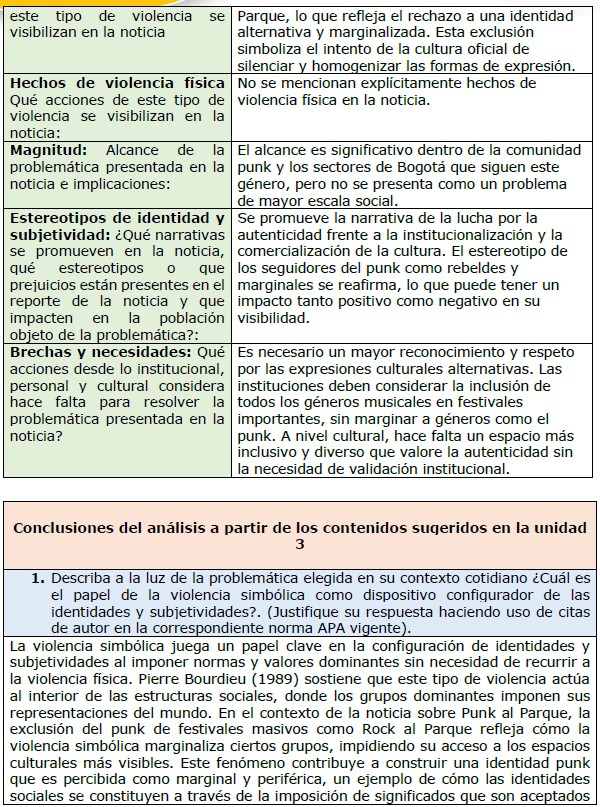 este tipo de violencia se
visibilizan en la noticia
Parque, lo que refleja el rechazo a una identidad
alternativa y marginalizada. Esta exclusión
simboliza el intento de la cultura oficial de
silenciar y homogenizar las formas de expresión.
Hechos de violencia física
Qué acciones de este tipo de
violencia se visibilizan en la
noticia:
No se mencionan explícitamente hechos de
violencia física en la noticia.
Magnitud: Alcance de la
problemática presentada en la
noticia e implicaciones:
El alcance es significativo dentro de la comunidad
punk y los sectores de Bogotá que siguen este
género, pero no se presenta como un problema
de mayor escala social.
Estereotipos de identidad y
subjetividad: ¿Qué narrativas
se promueven en la noticia,
qué estereotipos o que
prejuicios están presentes en el
reporte de la noticia y que
impacten en la población
objeto de la problemática?:
Se promueve la narrativa de la lucha por la
autenticidad frente a la institucionalización y la
comercialización de la cultura. El estereotipo de
los seguidores del punk como rebeldes y
marginales se reafirma, lo que puede tener un
impacto tanto positivo como negativo en su
visibilidad.
Brechas y necesidades: Qué
acciones desde lo institucional,
personal y cultural considera
hace falta para resolver la
problemática presentada en la
noticia?
Es necesario un mayor reconocimiento y respeto
por las expresiones culturales alternativas. Las
instituciones deben considerar la inclusión de
todos los géneros musicales en festivales
importantes, sin marginar a géneros como el
punk. A nivel cultural, hace falta un espacio más
inclusivo y diverso que valore la autenticidad sin
la necesidad de validación institucional.
Conclusiones del análisis a partir de los contenidos sugeridos en la unidad
3
1. Describa a la luz de la problemática elegida en su contexto cotidiano ¿Cuál es
el papel de la violencia simbólica como dispositivo configurador de las
identidades y subjetividades?. (Justifique su respuesta haciendo uso de citas
de autor en la correspondiente norma APA vigente).
La violencia simbólica juega un papel clave en la configuración de identidades y
subjetividades al imponer normas y valores dominantes sin necesidad de recurrir a
la violencia física. Pierre Bourdieu (1989) sostiene que este tipo de violencia actúa
al interior de las estructuras sociales, donde los grupos dominantes imponen sus
representaciones del mundo. En el contexto de la noticia sobre Punk al Parque, la
exclusión del punk de festivales masivos como Rock al Parque refleja cómo la
violencia simbólica marginaliza ciertos grupos, impidiendo su acceso a los espacios
culturales más visibles. Este fenómeno contribuye a construir una identidad punk
que es percibida como marginal y periférica, un ejemplo de cómo las identidades
sociales se constituyen a través de la imposición de significados que son aceptados